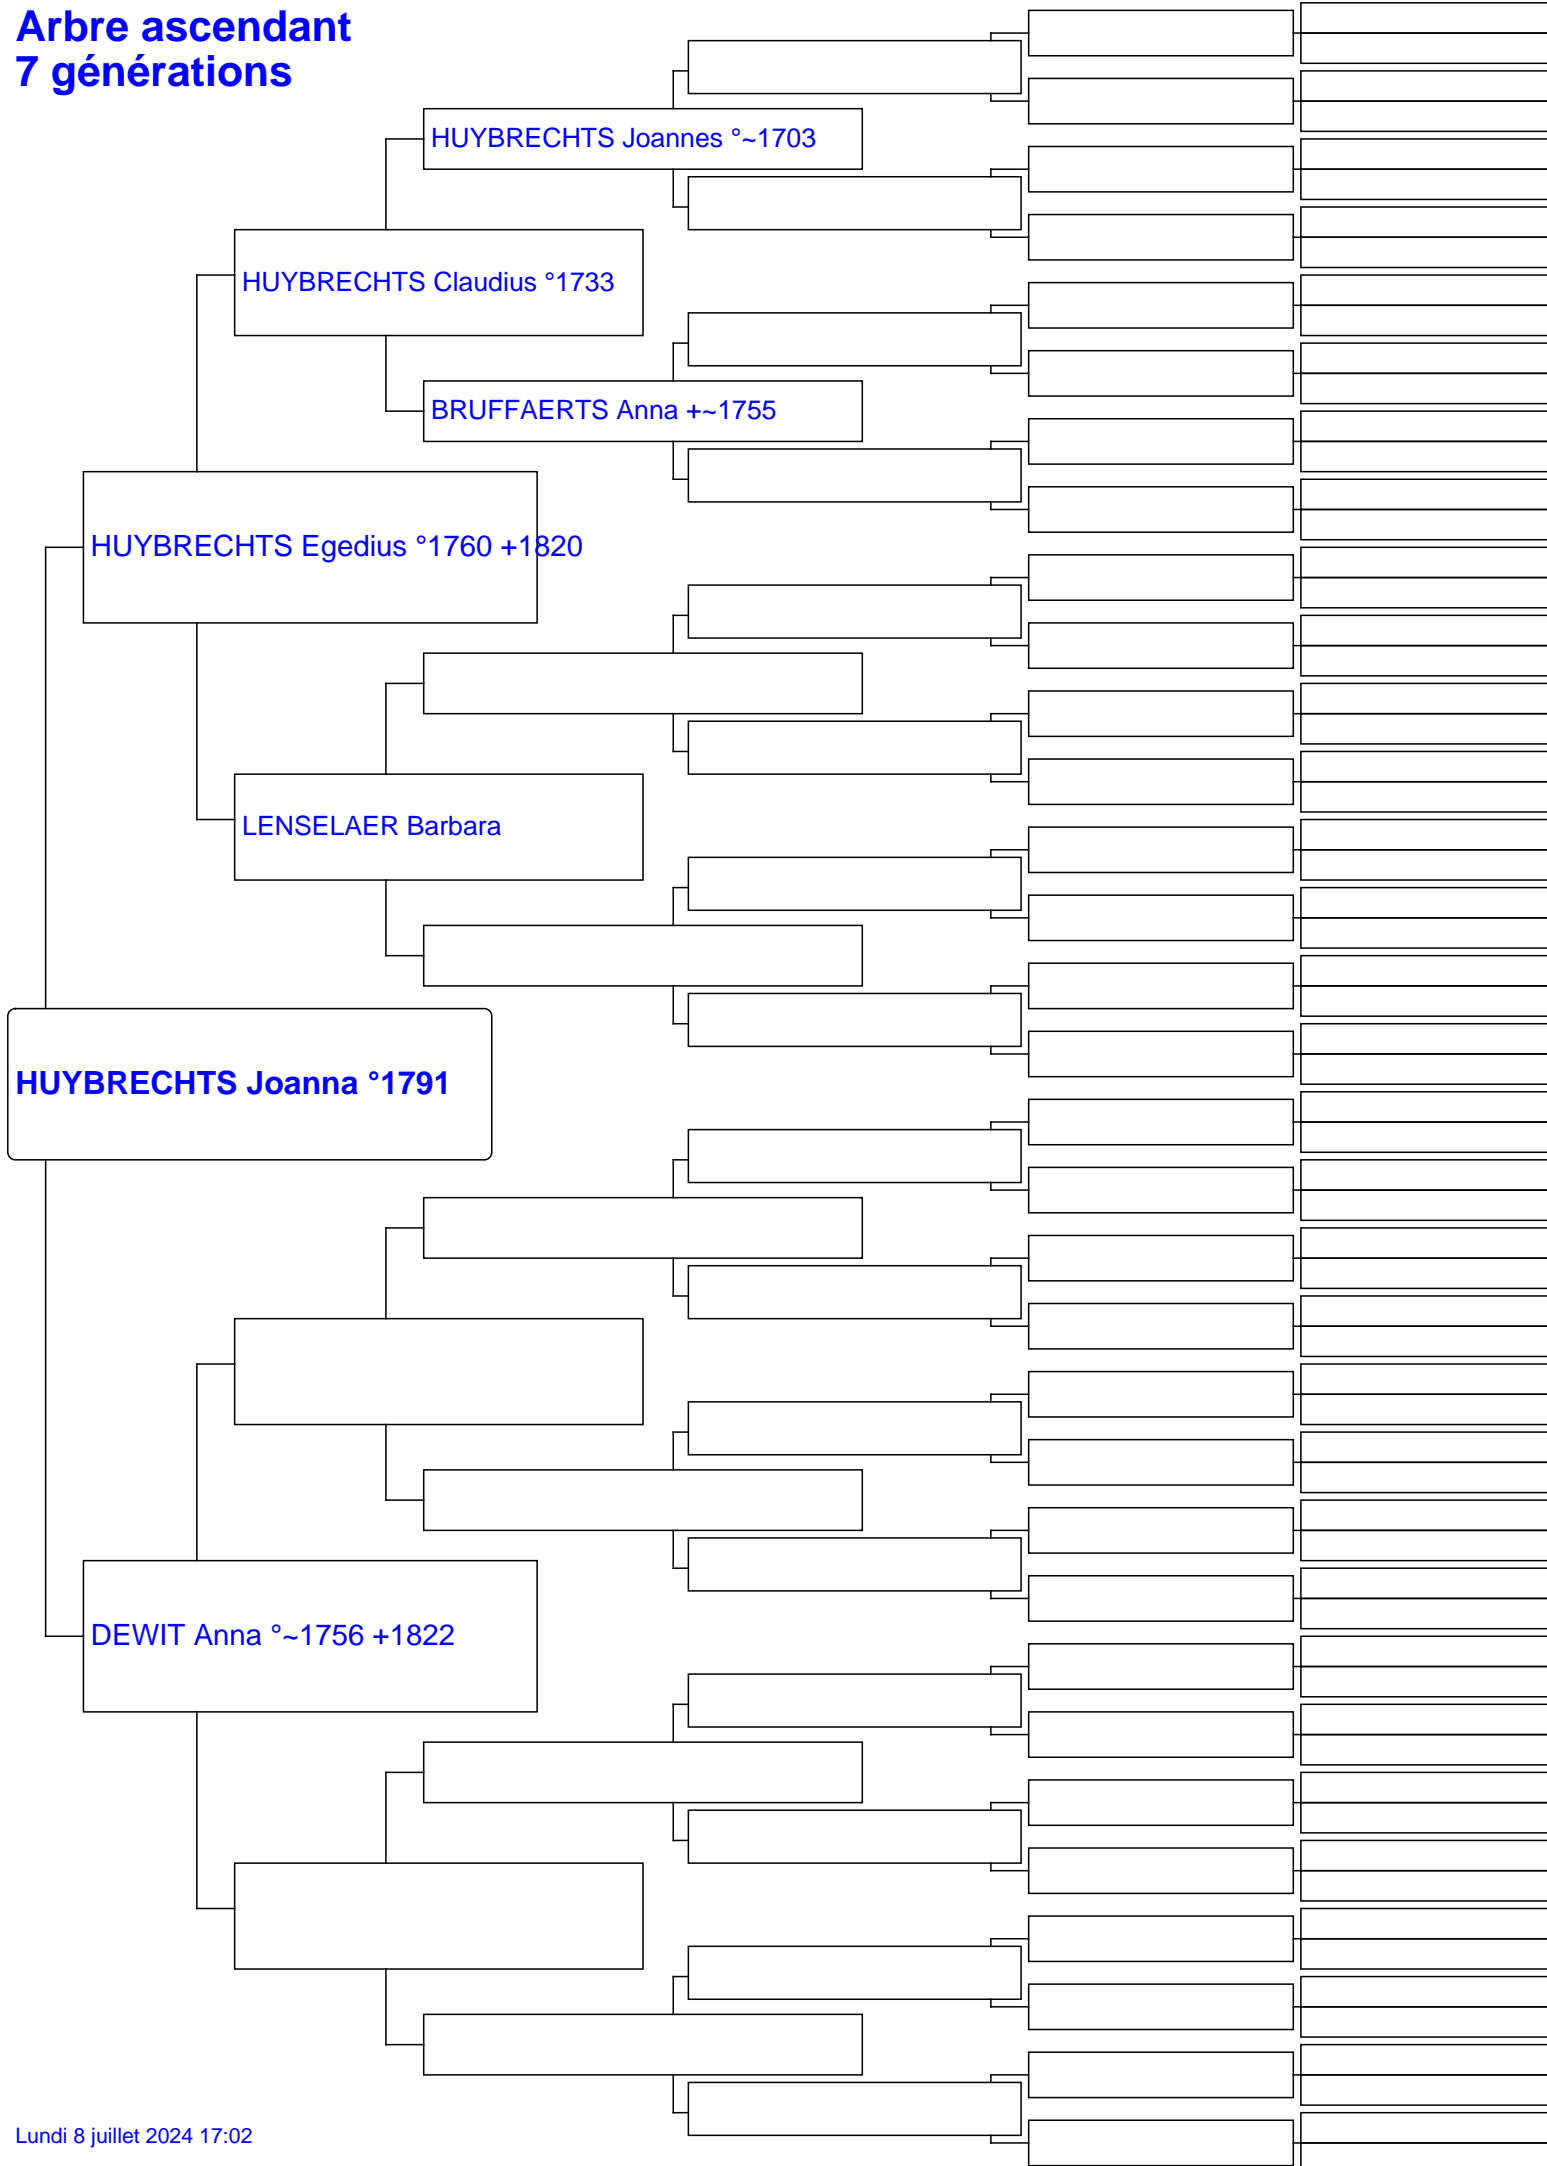 Arbre ascendant
7 générations
HUYBRECHTS Joannes °~1703
HUYBRECHTS Claudius °1733
BRUFFAERTS Anna +~1755
HUYBRECHTS Egedius °1760 +1820
LENSELAER Barbara
HUYBRECHTS Joanna °1791
DEWIT Anna °~1756 +1822
Lundi 8 juillet 2024 17:02